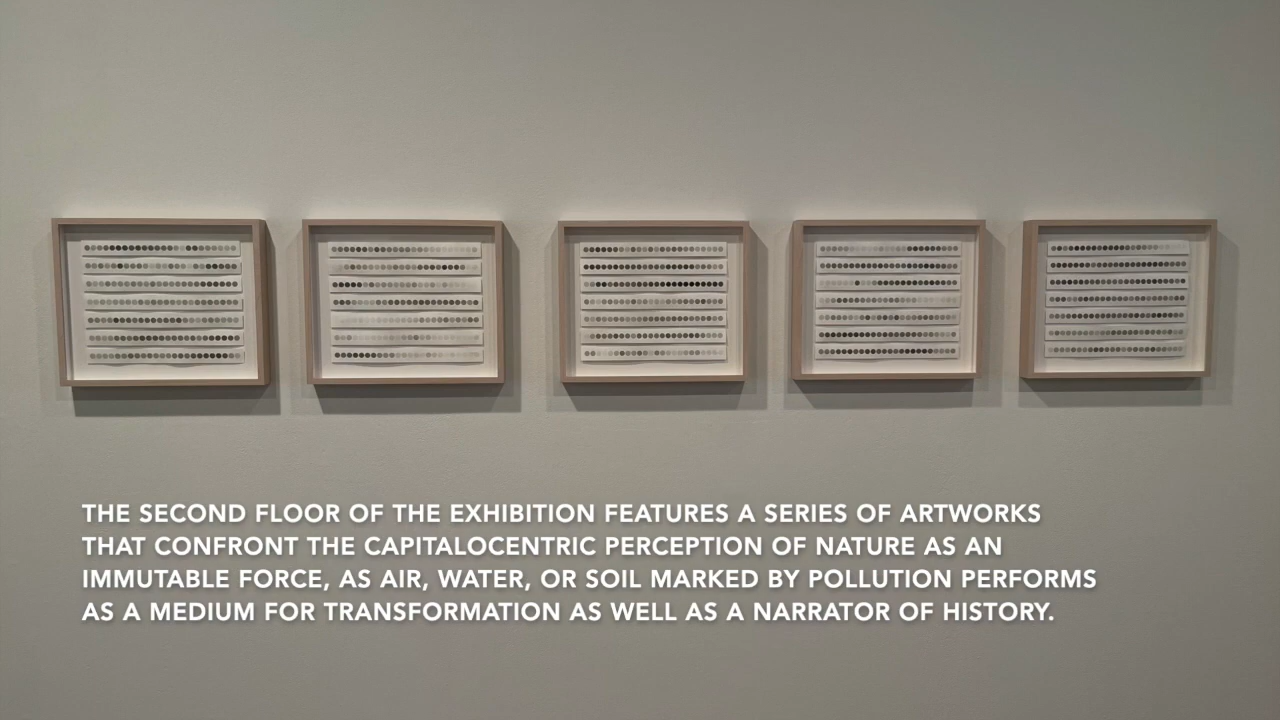 THE SECOND FLOOR OF THE EXHIBITION FEATURES A SERIES OF ARTWORKS
THAT CONFRONT THE CAPITALOCENTRIC PERCEPTION OF NATURE AS AN
IMMUTABLE FORCE, AS AIR, WATER, OR SOIL MARKED BY POLLUTION PERFORMS
AS A MEDIUM FOR TRANSFORMATION AS WELL AS A NARRATOR OF HISTORY.